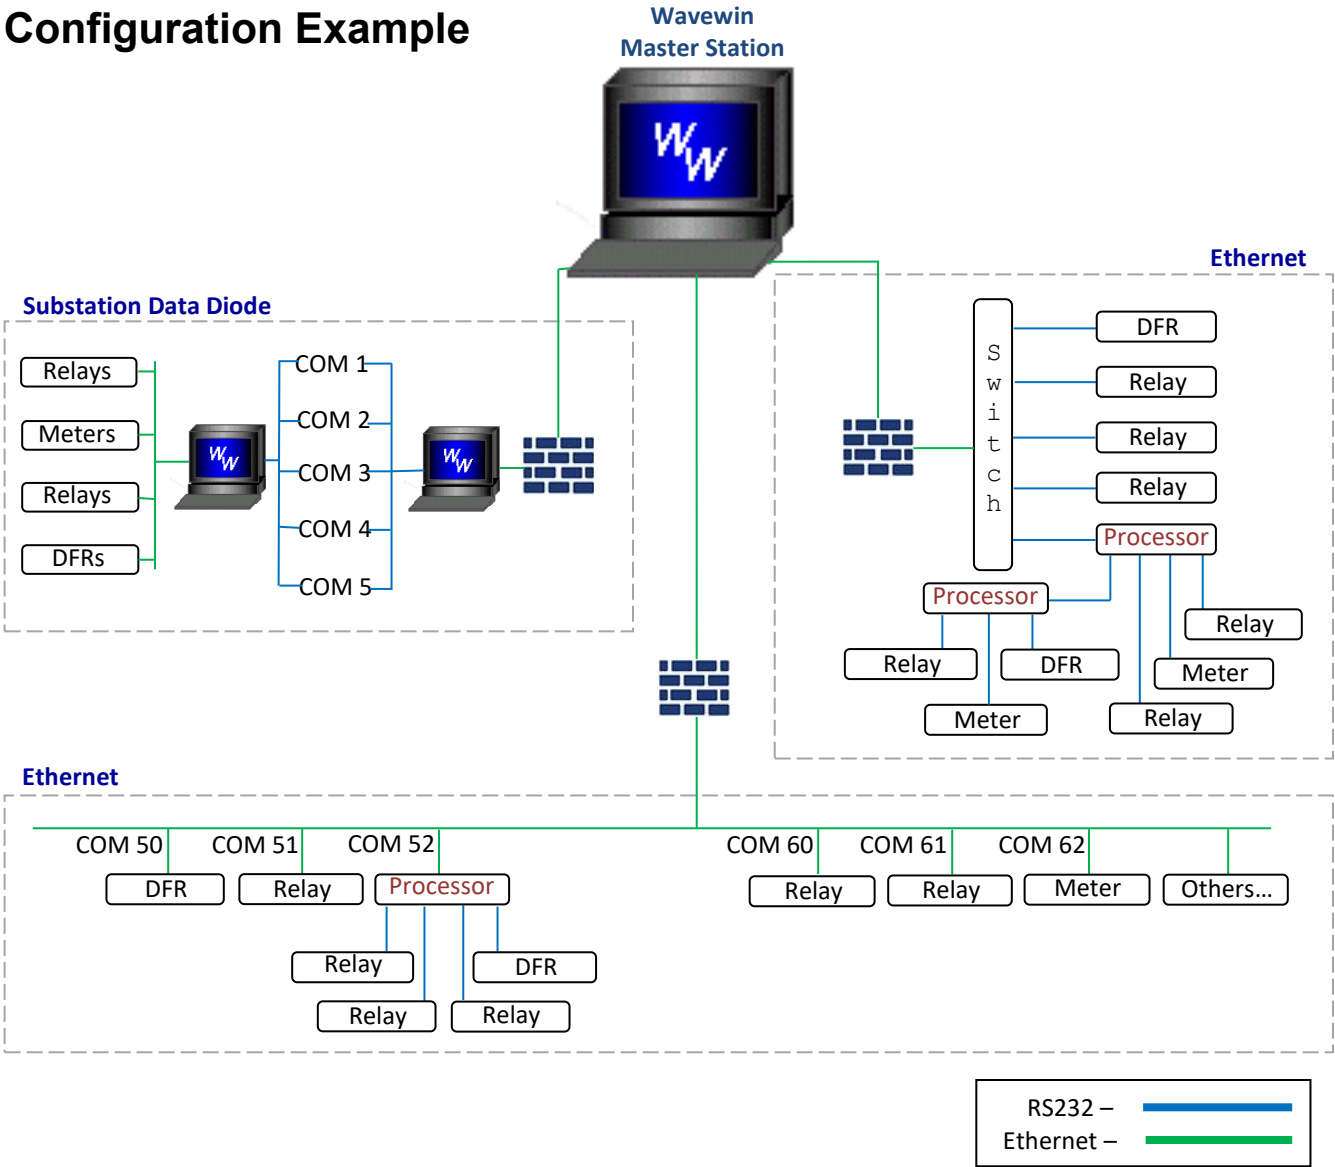 Configuration Example
Wavewin
Master Station
W
W
Ethernet
Substation Data Diode
Relays
Meters
Relays
DFRs
W
W
COM 1
COM 2
COM 3
COM 4
COM 5
W
W
Switch
DFR
Relay
Relay
Relay
Processor
Processor
Relay
Relay
DFR
Meter
Meter
Relay
Ethernet
COM 50
COM 51
COM 52
COM 60
COM 61
COM 62
DFR
Relay
Processor
Relay
Relay
Meter
Others...
Relay
DFR
Relay
Relay
RS232 –
Ethernet –